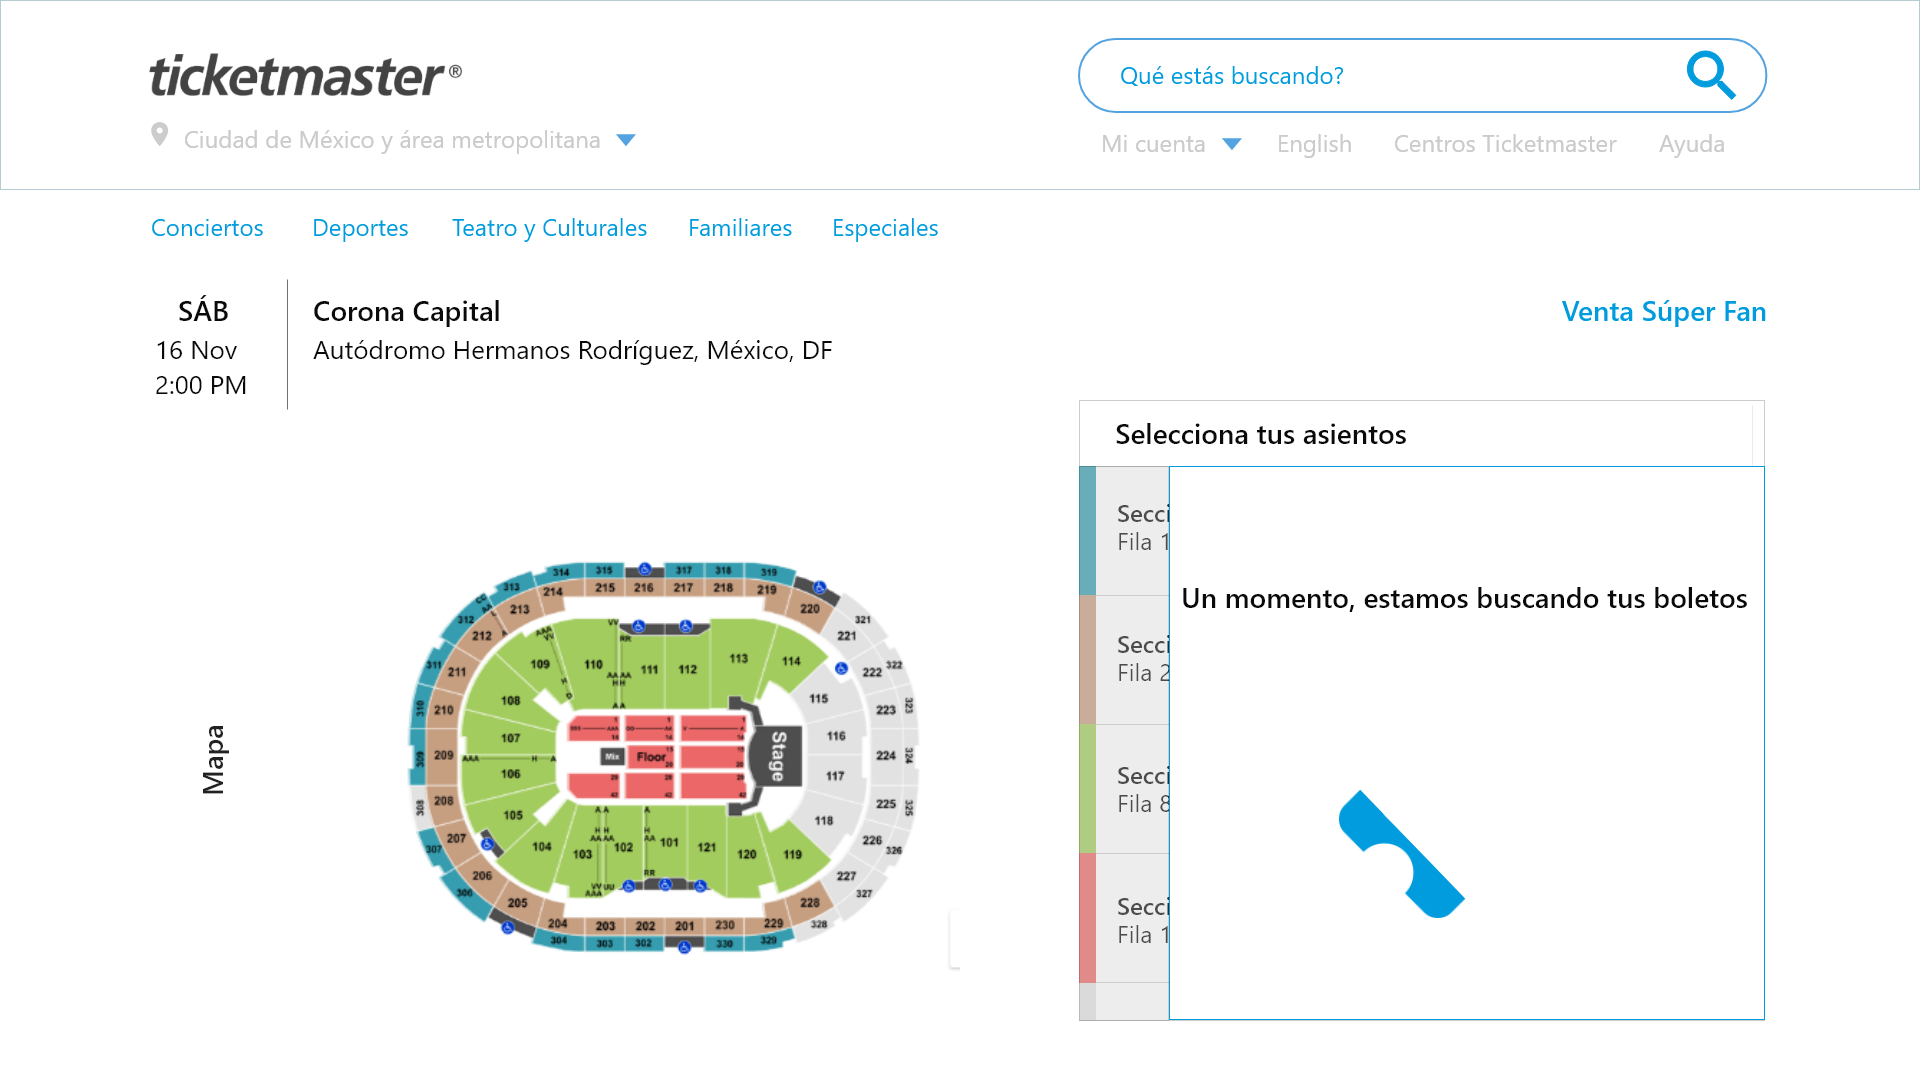 ticketmaster®
Qué estás buscando?
Ciudad de México y área metropolitana
Mi cuenta English Centros Ticketmaster Ayuda
Conciertos Deportes Teatro y Culturales Familiares Especiales
SÁB
16 Nov
2:00 PM
Corona Capital
Autódromo Hermanos Rodríguez, México, DF
Venta Súper Fan
Mapa
314 315 317 318 319
313 214 215 216 217 218 219
312 213 220 321
212 221
311 211 109 110 111 112 113 114 222 322
310 210 108 115 223 323
107 116
309 209 Mix Floor Stage 224 324
106 117
308 208 105 118 225 325
307 207 104 103 102 101 121 120 119 226 326
306 206 227 327
205 228
204 203 202 201 230 229 328
304 303 302 330 329
Selecciona tus asientos
Secci
Fila 1
Secci
Fila 2
Secci
Fila 8
Secci
Fila 1
Un momento, estamos buscando tus boletos